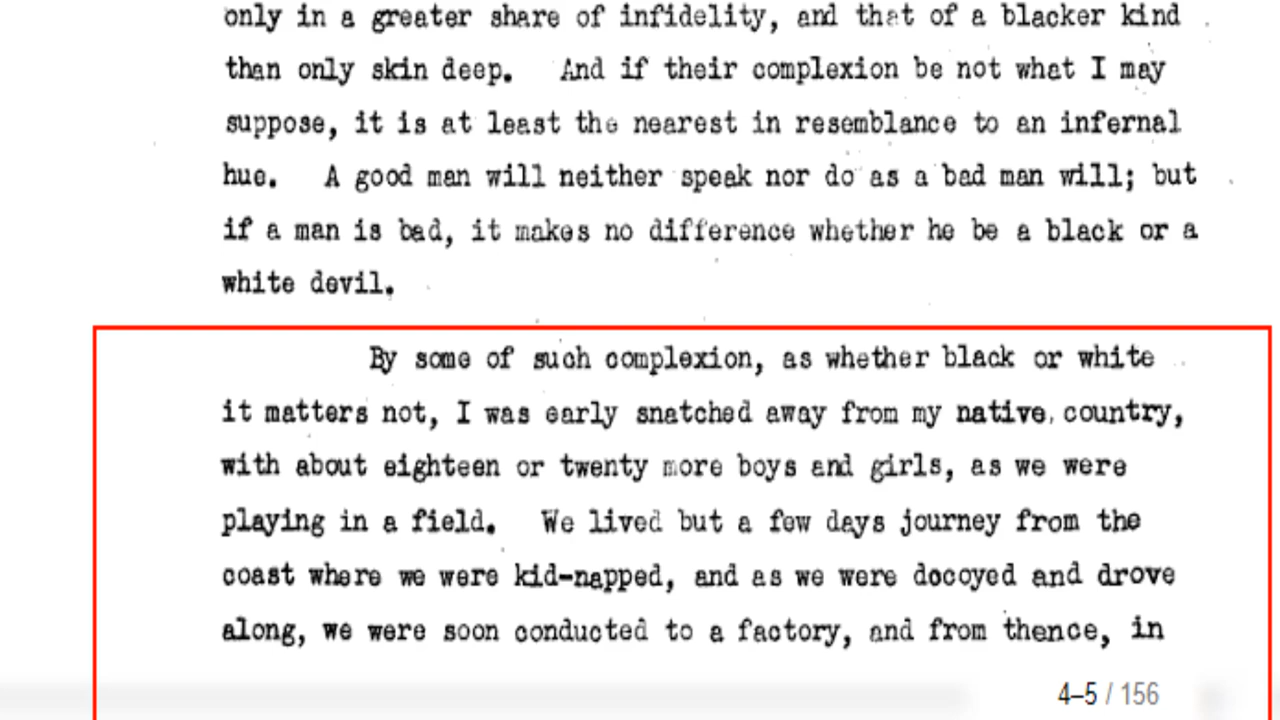 only in a greater share of infidelity, and that of a blacker kind
than only skin deep. And if their complexion be not what I may
suppose, it is at least the nearest in resemblance to an infernal
hue. A good man will neither speak nor do as a bad man will; but
if a man is bad, it makes no difference whether he be a black or a
white devil.
By some of such complexion, as whether black or white
it matters not, I was early snatched away from my native, country,
with about eighteen or twenty more boys and girls, as we were
playing in a field. We lived but a few days journey from the
coast where we were kid-napped, and as we were decoyed and drove
along, we were soon conducted to a factory, and from thence, in
4–5 / 156